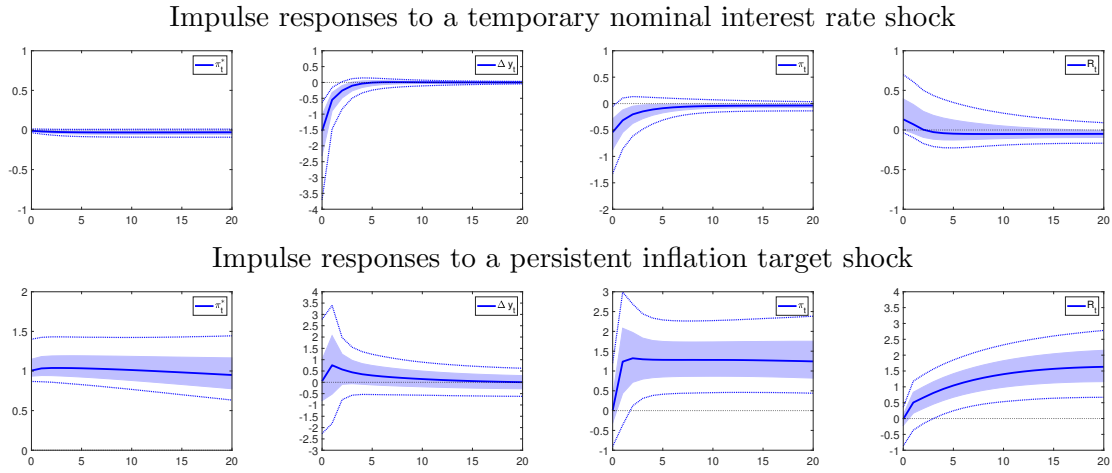 Impulse responses to a temporary nominal interest rate shock
1 0.5 0 -0.5 -1 0 5 10 15 20 π*t
1 0.5 0 -0.5 -1 -1.5 -2 -2.5 -3 -3.5 -4 0 5 10 15 20 Δ yt
1 0.5 0 -0.5 -1 -1.5 -2 0 5 10 15 20 πt
1 0.5 0 -0.5 -1 0 5 10 15 20 Rt
Impulse responses to a persistent inflation target shock
2 1.5 1 0.5 0 0 5 10 15 20 π*t
4 3.5 3 2.5 2 1.5 1 0.5 0 -0.5 -1 -1.5 -2 -2.5 -3 0 5 10 15 20 Δ yt
3 2.5 2 1.5 1 0.5 0 -0.5 -1 0 5 10 15 20 πt
4 3.5 3 2.5 2 1.5 1 0.5 0 -0.5 -1 0 5 10 15 20 Rt